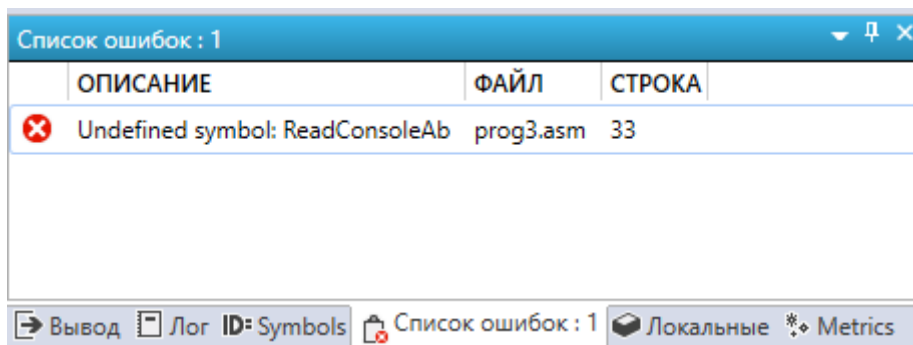 Список ошибок : 1
ОПИСАНИЕ ФАЙЛ СТРОКА
Undefined symbol: ReadConsoleAb prog3.asm 33
Вывод Лог ID= Symbols Список ошибок : 1 Локальные Metrics